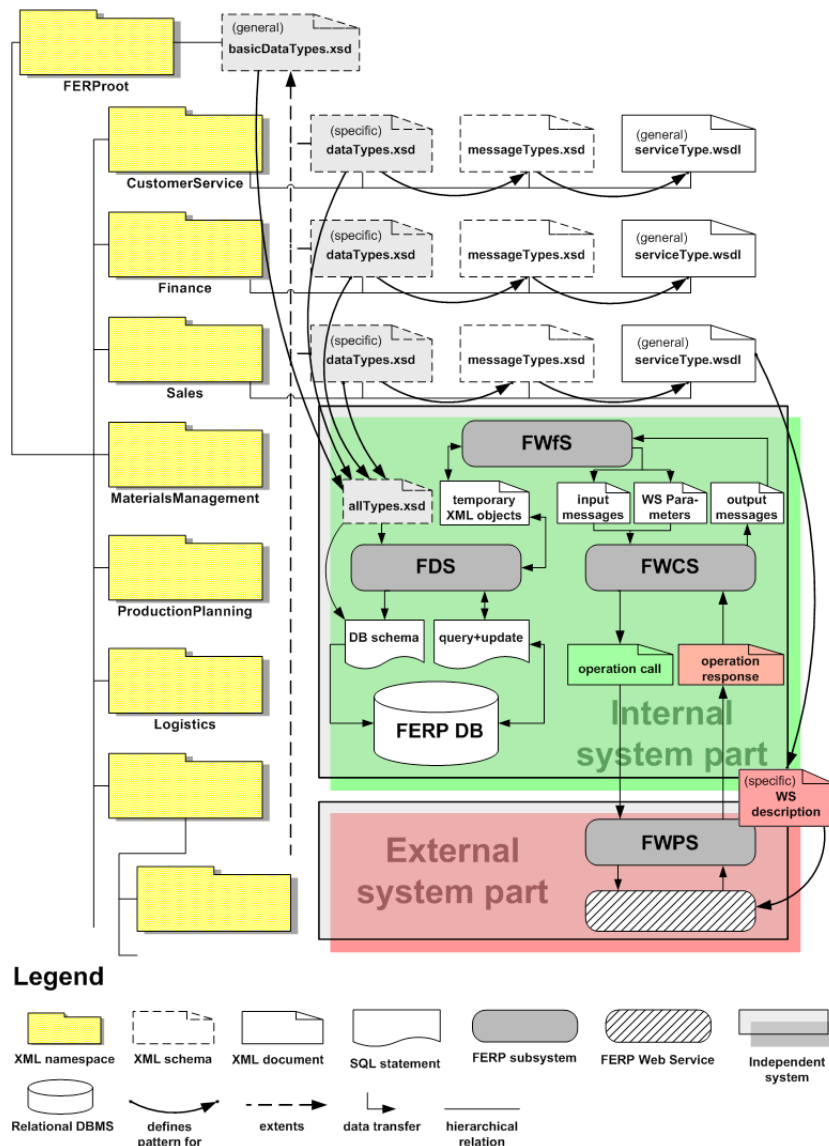 (general)
basicDataTypes.xsd
FERProot
(specific)
dataTypes.xsd
messageTypes.xsd
(general)
serviceType.wsdl
CustomerService
(specific)
dataTypes.xsd
messageTypes.xsd
(general)
serviceType.wsdl
Finance
(specific)
dataTypes.xsd
messageTypes.xsd
(general)
serviceType.wsdl
Sales
FWfS
MaterialsManagement
allTypes.xsd
temporary
XML objects
input
messages
WS Para-
meters
output
messages
FDS
FWCS
ProductionPlanning
DB schema
query+update
operation call
operation
response
Logistics
FERP DB
Internal
system part
(specific)
WS
description
External
system part
FWPS
Legend
XML namespace
XML schema
XML document
SQL statement
FERP subsystem
FERP Web Service
Independent
system
Relational DBMS
defines
pattern for
extents
data transfer
hierarchical
relation